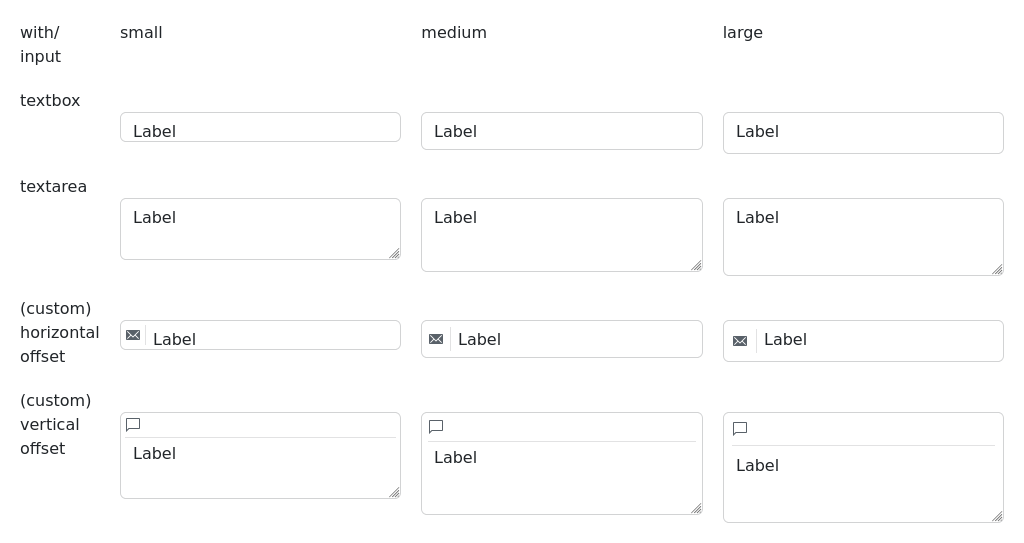 with/ small medium large
input
textbox
Label Label Label
textarea
Label Label Label
(custom)
horizontal
Label Label Label
offset
(custom)
vertical
offset
Label Label Label